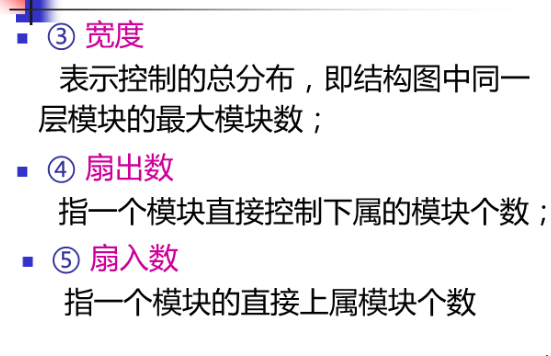 ③ 宽度
表示控制的总分布，即结构图中同一
层模块的最大模块数；
④ 扇出数
指一个模块直接控制下属的模块个数；
⑤ 扇入数
指一个模块的直接上属模块个数